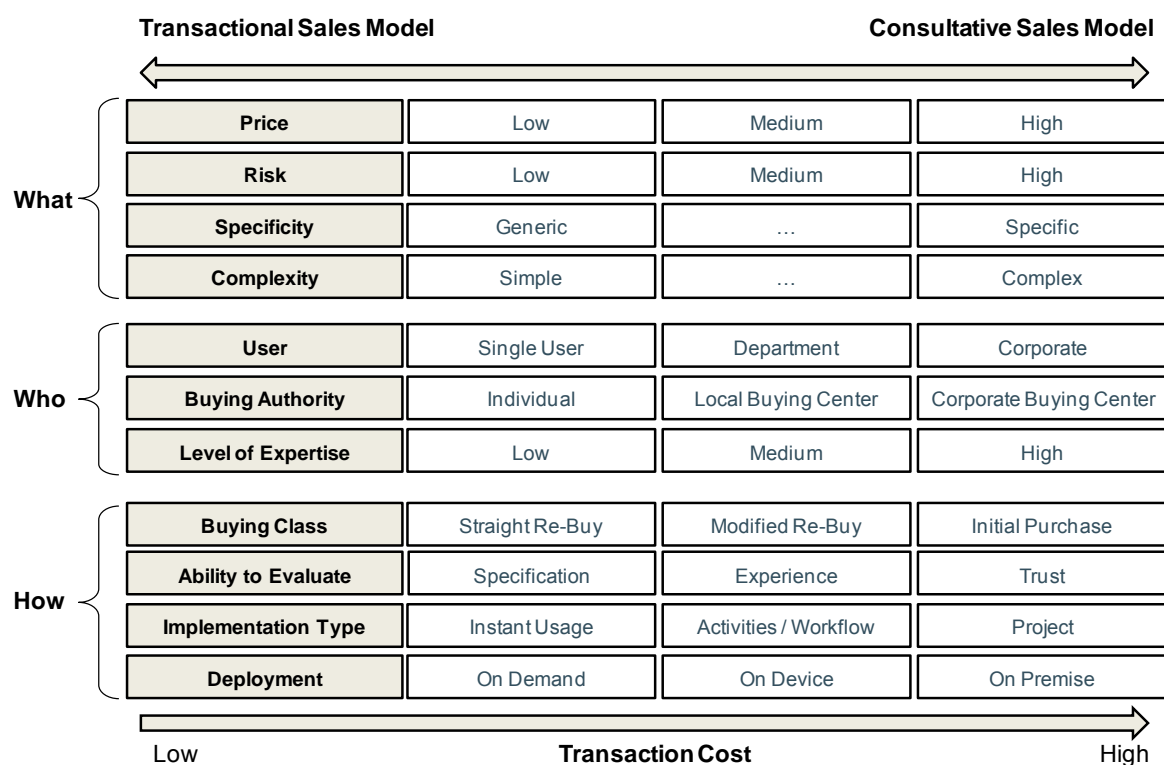 Transactional Sales Model Consultative Sales Model
Price Low Medium High
Risk Low Medium High
What
Specificity Generic … Specific
Complexity Simple … Complex
User Single User Department Corporate
Who Buying Authority Individual Local Buying Center Corporate Buying Center
Level of Expertise Low Medium High
Buying Class Straight Re-Buy Modified Re-Buy Initial Purchase
Ability to Evaluate Specification Experience Trust
How
Implementation Type Instant Usage Activities / Workflow Project
Deployment On Demand On Device On Premise
Low Transaction Cost High